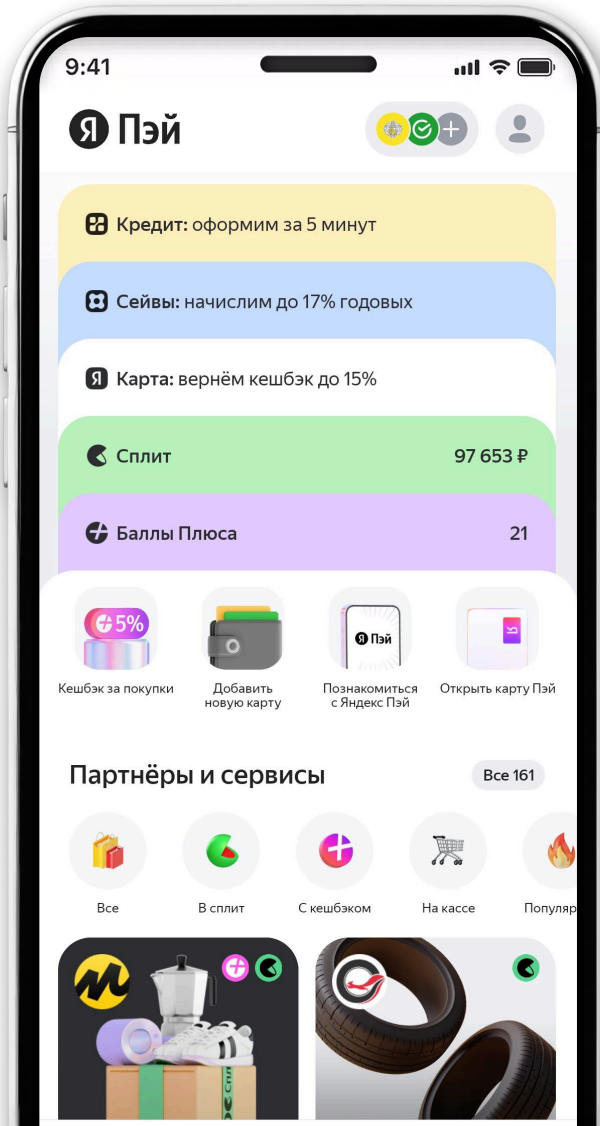 9:41
Я Пэй
Кредит: оформим за 5 минут
Сейвы: начислим до 17% годовых
Я Карта: вернём кешбэк до 15%
Сплит 97 653 ₽
Баллы Плюса 21
5%
Я Пэй
Я
Кешбэк за покупки
Добавить
новую карту
Познакомиться
с Яндекс Пэй
Открыть карту Пэй
Партнёры и сервисы
Все 161
Все
В сплит
С кешбэком
На кассе
Популяр
М
Спл